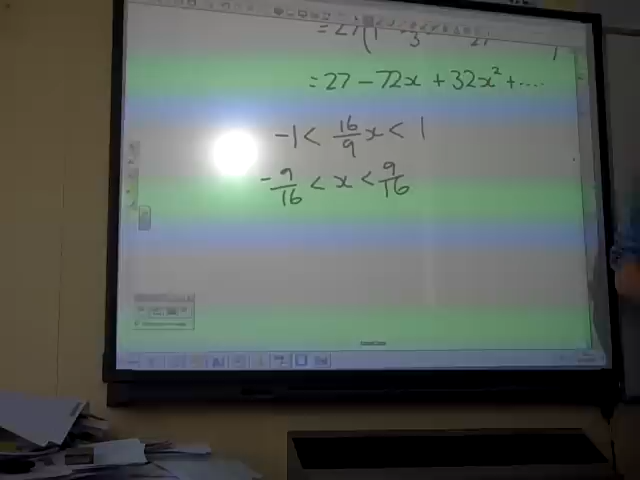 = 27 - 72x + 32x² + ....
-1 < 16/9 x < 1
-9/16 < x < 9/16